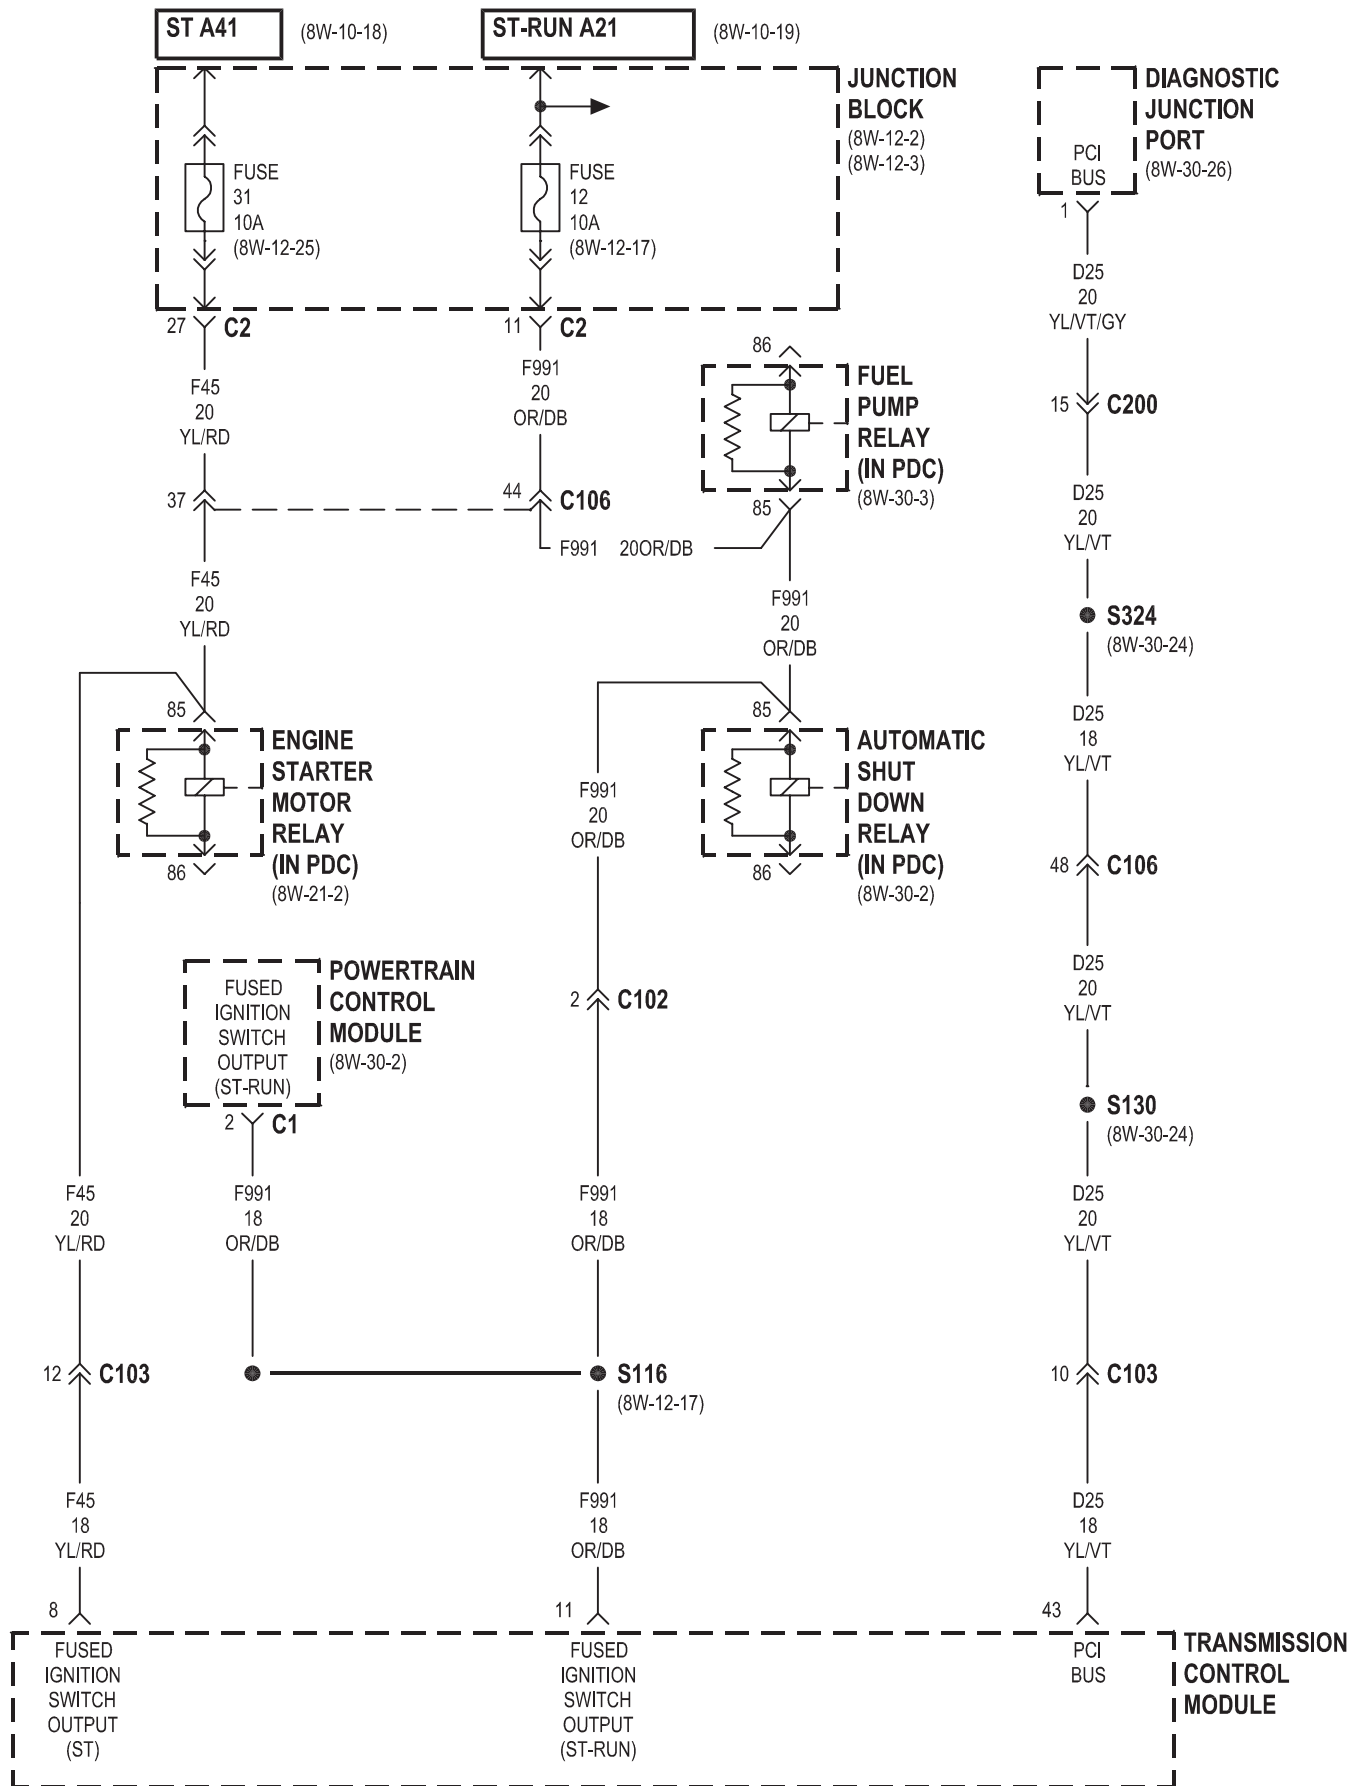 ST A41
(8W-10-18)
ST-RUN A21
(8W-10-19)
JUNCTION
BLOCK
(8W-12-2)
(8W-12-3)
DIAGNOSTIC
JUNCTION
PORT
(8W-30-26)
PCI
BUS
FUSE
31
10A
(8W-12-25)
FUSE
12
10A
(8W-12-17)
1
D25
20
YL/VT/GY
27
C2
11
C2
F45
20
YL/RD
F991
20
OR/DB
86
FUEL
PUMP
RELAY
(IN PDC)
(8W-30-3)
85
15
C200
37
44
C106
F991 20OR/DB
D25
20
YL/VT
F45
20
YL/RD
F991
20
OR/DB
S324
(8W-30-24)
85
ENGINE
STARTER
MOTOR
RELAY
(IN PDC)
(8W-21-2)
86
F991
20
OR/DB
85
AUTOMATIC
SHUT
DOWN
RELAY
(IN PDC)
(8W-30-2)
86
D25
18
YL/VT
48
C106
FUSED
IGNITION
SWITCH
OUTPUT
(ST-RUN)
POWERTRAIN
CONTROL
MODULE
(8W-30-2)
2
C1
2
C102
D25
20
YL/VT
S130
(8W-30-24)
F45
20
YL/RD
F991
18
OR/DB
F991
18
OR/DB
D25
20
YL/VT
12
C103
S116
(8W-12-17)
10
C103
F45
18
YL/RD
F991
18
OR/DB
D25
18
YL/VT
8
11
43
FUSED
IGNITION
SWITCH
OUTPUT
(ST)
FUSED
IGNITION
SWITCH
OUTPUT
(ST-RUN)
PCI
BUS
TRANSMISSION
CONTROL
MODULE